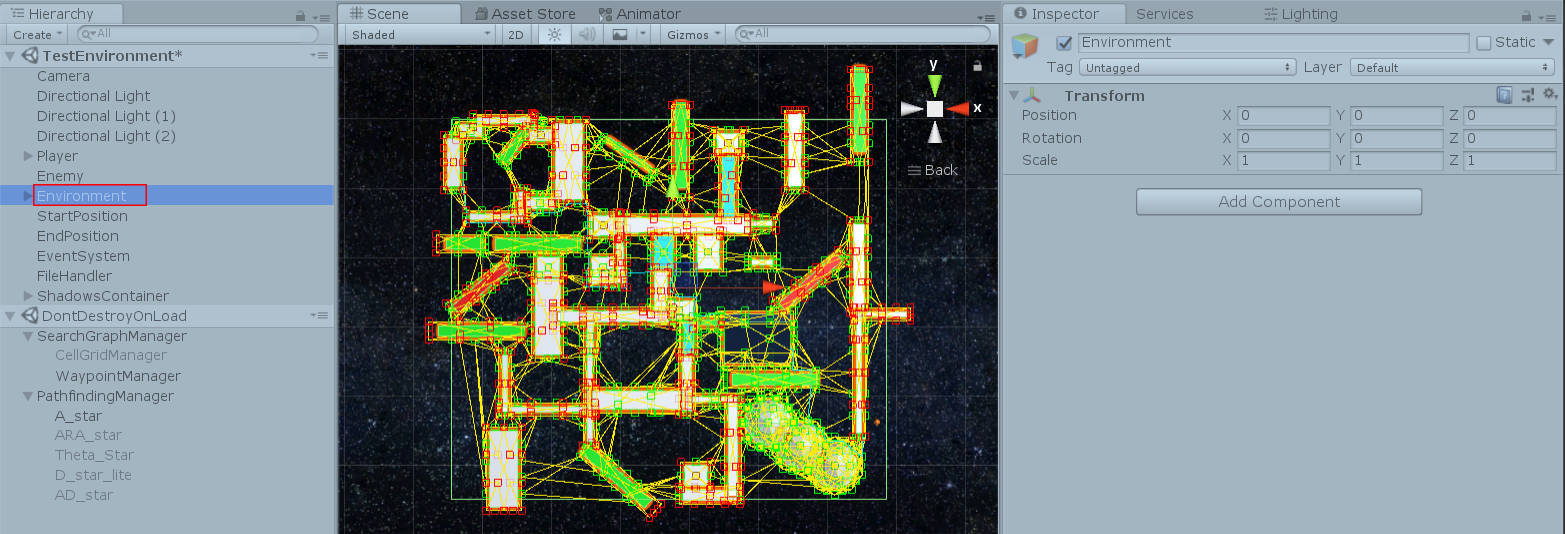 Hierarchy
Create
All
TestEnvironment*
Camera
Directional Light
Directional Light (1)
Directional Light (2)
Player
Enemy
Environment
StartPosition
EndPosition
EventSystem
FileHandler
ShadowsContainer
DontDestroyOnLoad
SearchGraphManager
CellGridManager
WaypointManager
PathfindingManager
A_star
ARA_star
Theta_Star
D_star_lite
AD_star
Scene Asset Store Animator
Shaded 2D Gizmos All
y
x
Back
Inspector Services Lighting
Environment Static
Tag Untagged Layer Default
Transform
Position X 0 Y 0 Z 0
Rotation X 0 Y 0 Z 0
Scale X 1 Y 1 Z 1
Add Component